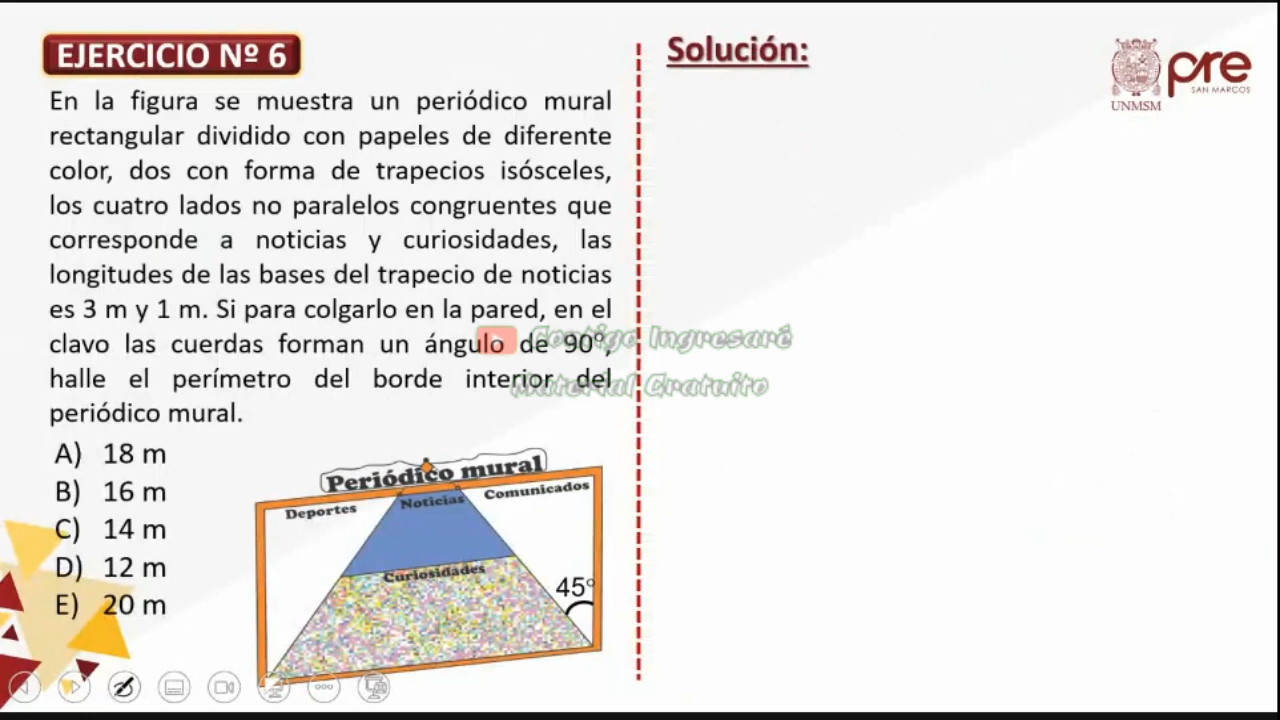 EJERCICIO Nº 6
En la figura se muestra un periódico mural
rectangular dividido con papeles de diferente
color, dos con forma de trapecios isósceles,
los cuatro lados no paralelos congruentes que
corresponde a noticias y curiosidades, las
longitudes de las bases del trapecio de noticias
es 3 m y 1 m. Si para colgarlo en la pared, en el
clavo las cuerdas forman un ángulo de 90º,
halle el perímetro del borde interior del
periódico mural.
A) 18 m
B) 16 m
C) 14 m
D) 12 m
E) 20 m
Periódico mural
Deportes
Noticias
Comunicados
Curiosidades
45º
Solución:
UNMSM
pre
SAN MARCOS
Contigo Ingresaré
Material Gratuito